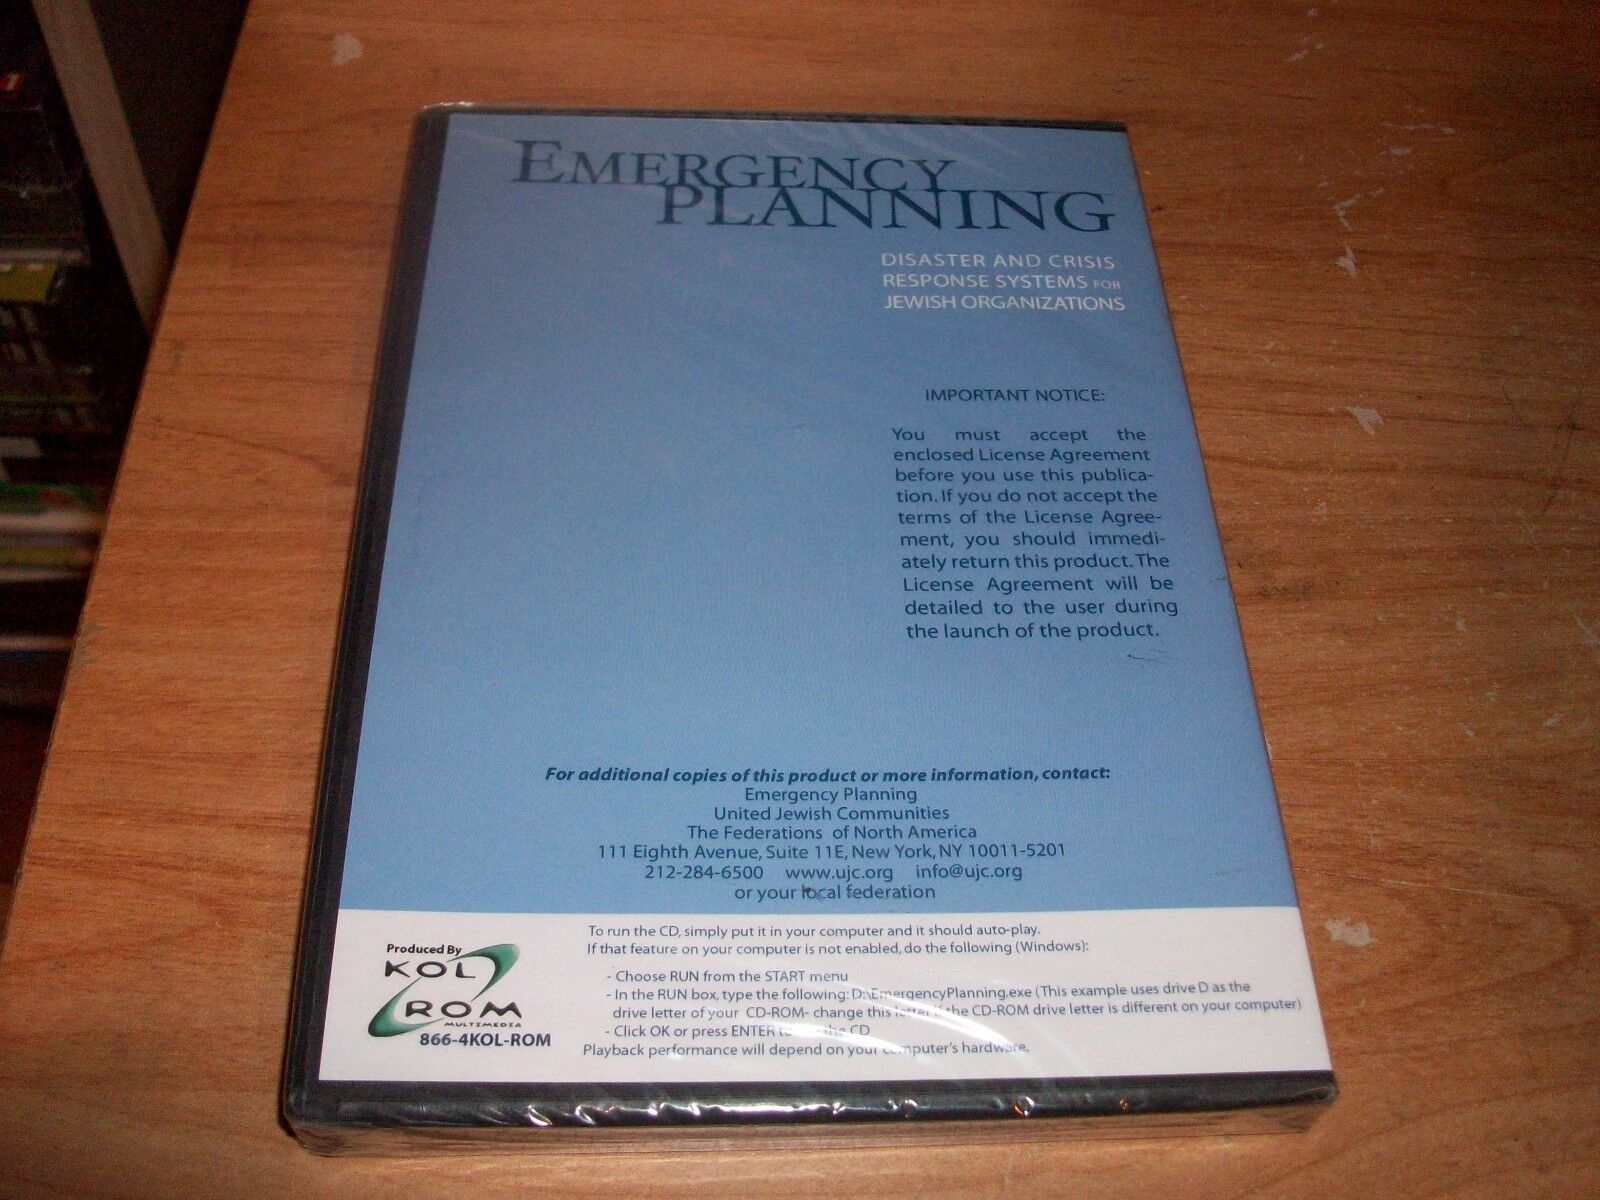 EMERGENCY
PLANNING
DISASTER AND CRISIS
RESPONSE SYSTEMS FOR
JEWISH ORGANIZATIONS
IMPORTANT NOTICE:
You must accept the
enclosed License Agreement
before you use this publica-
tion. If you do not accept the
terms of the License Agree-
ment, you should immedi-
ately return this product. The
License Agreement will be
detailed to the user during
the launch of the product.
For additional copies of this product or more information, contact:
Emergency Planning
United Jewish Communities
The Federations of North America
111 Eighth Avenue, Suite 11E, New York, NY 10011-5201
212-284-6500 www.ujc.org info@ujc.org
or your local federation
Produced By
KOL
ROM
MULTIMEDIA
866-4KOL-ROM
To run the CD, simply put it in your computer and it should auto-play.
If that feature on your computer is not enabled, do the following (Windows):
- Choose RUN from the START menu
- In the RUN box, type the following: D:\EmergencyPlanning.exe (This example uses drive D as the
drive letter of your CD-ROM- change this letter if the CD-ROM drive letter is different on your computer)
- Click OK or press ENTER to the CD
Playback performance will depend on your computer's hardware.